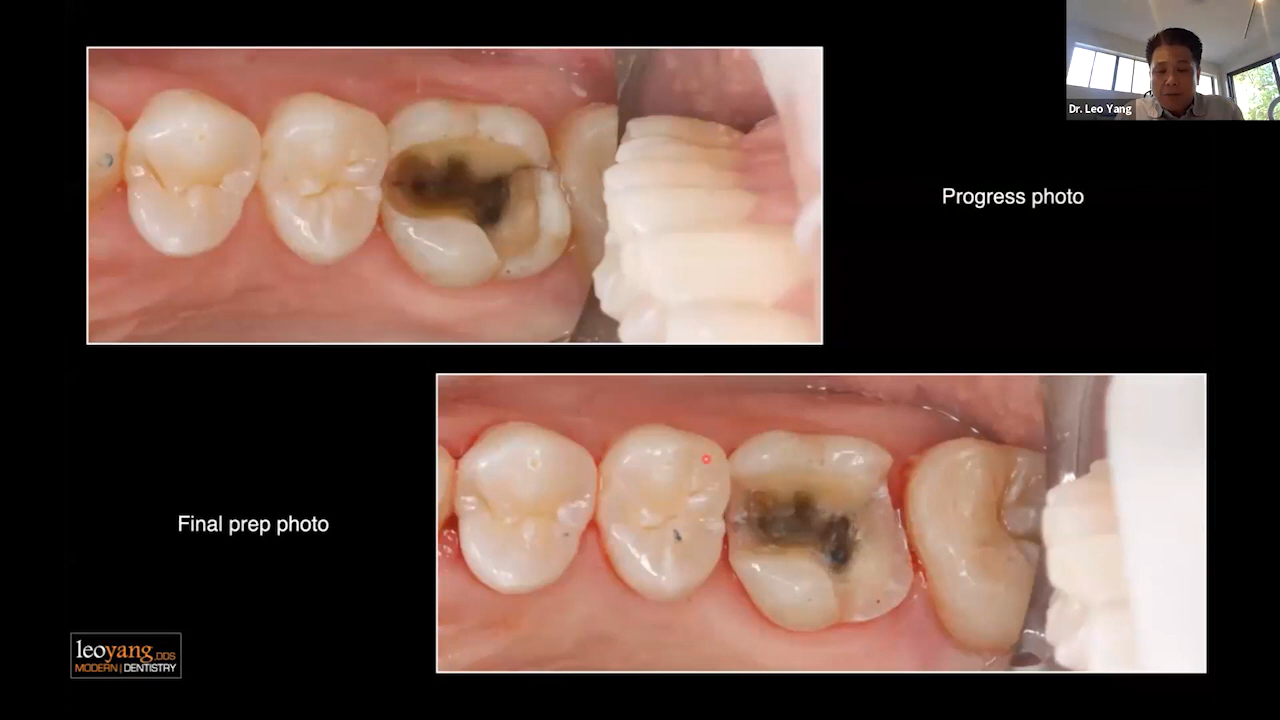 Dr. Leo Yang
Progress photo
Final prep photo
leoyang,DDS
MODERN | DENTISTRY